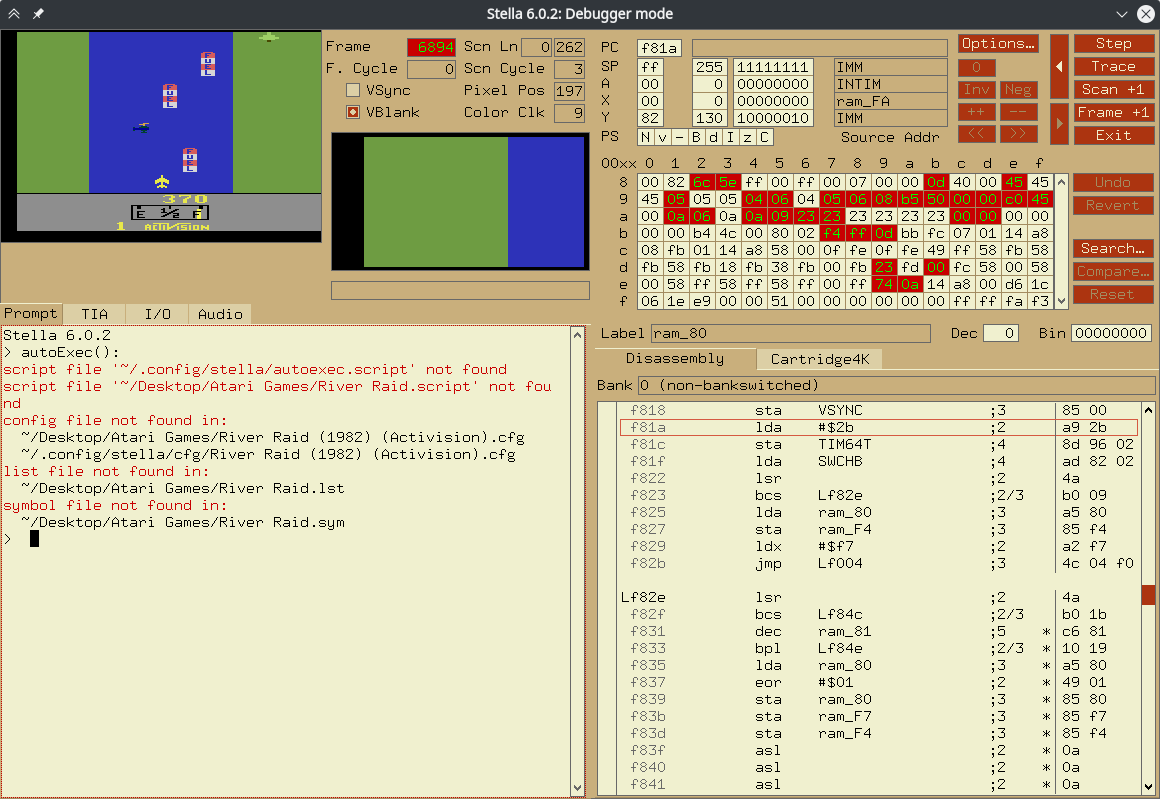 Stella 6.0.2: Debugger mode
FUEL
FUEL
FUEL
370
E 1/2 F
1 ACTIVISION
Frame 6894 Scn Ln 0 262
F. Cycle 0 Scn Cycle 3
VSync Pixel Pos 197
VBlank Color Clk 9
PC f81a
SP ff 255 11111111 IMM
A 00 0 00000000 INTIM
X 00 0 00000000 ram_FA
Y 82 130 10000010 IMM
PS N v - B d I z C Source Addr
Options... Step
0 Trace
Inv Neg Scan +1
++ -- Frame +1
<< >> Exit
00xx 0 1 2 3 4 5 6 7 8 9 a b c d e f
8 00 82 6c 5e ff 00 ff 00 07 00 00 0d 40 00 45 45
9 45 05 05 05 04 06 04 05 06 08 b5 50 00 00 c0 45
a 00 0a 06 0a 0a 09 23 23 23 23 23 23 00 00 00 00
b 00 00 b4 4c 00 80 02 f4 ff 0d bb fc 07 01 14 a8
c 08 fb 01 14 a8 58 00 0f fe 0f fe 49 ff 58 fb 58
d fb 58 fb 18 fb 38 fb 00 fb 23 fd 00 fc 58 00 58
e 00 58 ff 58 ff 58 ff 00 ff 74 0a 14 a8 00 d6 1c
f 06 1e e9 00 00 51 00 00 00 00 00 00 ff ff fa f3
Undo
Revert
Search...
Compare...
Reset
Label ram_80 Dec 0 Bin 00000000
Prompt TIA I/O Audio
Stella 6.0.2
> autoExec():
script file '~/.config/stella/autoexec.script' not found
script file '~/Desktop/Atari Games/River Raid.script' not fou
nd
config file not found in:
~/Desktop/Atari Games/River Raid (1982) (Activision).cfg
~/.config/stella/cfg/River Raid (1982) (Activision).cfg
list file not found in:
~/Desktop/Atari Games/River Raid.lst
symbol file not found in:
~/Desktop/Atari Games/River Raid.sym
>
Disassembly Cartridge4K
Bank 0 (non-bankswitched)
f818 sta VSYNC ;3 85 00
f81a lda #$2b ;2 a9 2b
f81c sta TIM64T ;4 8d 96 02
f81f lda SWCHB ;4 ad 82 02
f822 lsr ;2 4a
f823 bcs Lf82e ;2/3 b0 09
f825 lda ram_80 ;3 a5 80
f827 sta ram_F4 ;3 85 f4
f829 ldx #$f7 ;2 a2 f7
f82b jmp Lf004 ;3 4c 04 f0
Lf82e lsr ;2 4a
f82f bcs Lf84c ;2/3 b0 1b
f831 dec ram_81 ;5 * c6 81
f833 bpl Lf84e ;2/3 * 10 19
f835 lda ram_80 ;3 * a5 80
f837 eor #$01 ;2 * 49 01
f839 sta ram_80 ;3 * 85 80
f83b sta ram_F7 ;3 * 85 f7
f83d sta ram_F4 ;3 * 85 f4
f83f asl ;2 * 0a
f840 asl ;2 * 0a
f841 asl ;2 * 0a